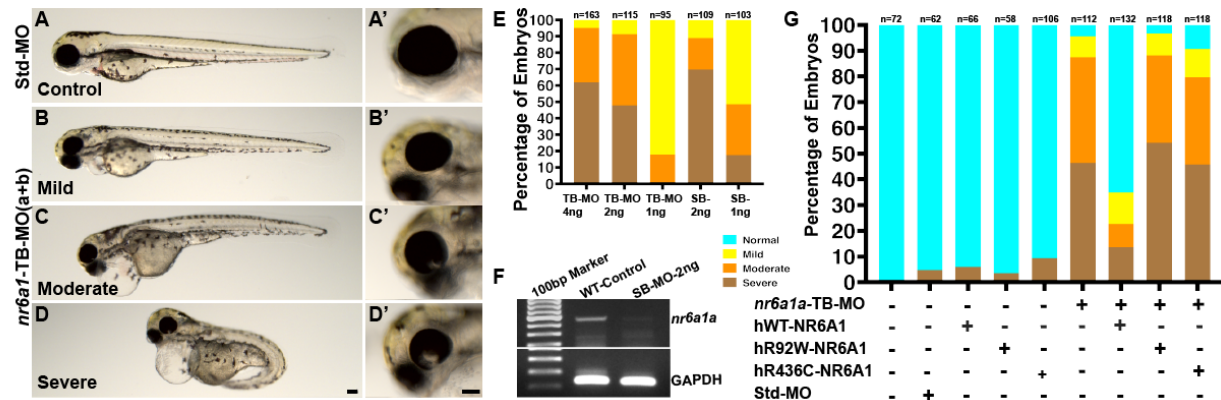 Std-MO
nr6a1-TB-MO(a+b)
A
Control
A'
B
Mild
B'
C
Moderate
C'
D
Severe
D'
E
n=163 n=115 n=95 n=109 n=103
Percentage of Embryos
100
90
80
70
60
50
40
30
20
10
0
TB-MO 4ng
TB-MO 2ng
TB-MO 1ng
SB- 2ng
SB- 1ng
F
100bp Marker
WT-Control
SB-MO-2ng
nr6a1a
GAPDH
Normal
Mild
Moderate
Severe
G
n=72 n=62 n=66 n=58 n=106 n=112 n=132 n=118 n=118
Percentage of Embryos
100
90
80
70
60
50
40
30
20
10
0
nr6a1a-TB-MO - - - - - + + + +
hWT-NR6A1 - - + - - - + - -
hR92W-NR6A1 - - - + - - - + -
hR436C-NR6A1 - - - - + - - - +
Std-MO - + - - - - - - -